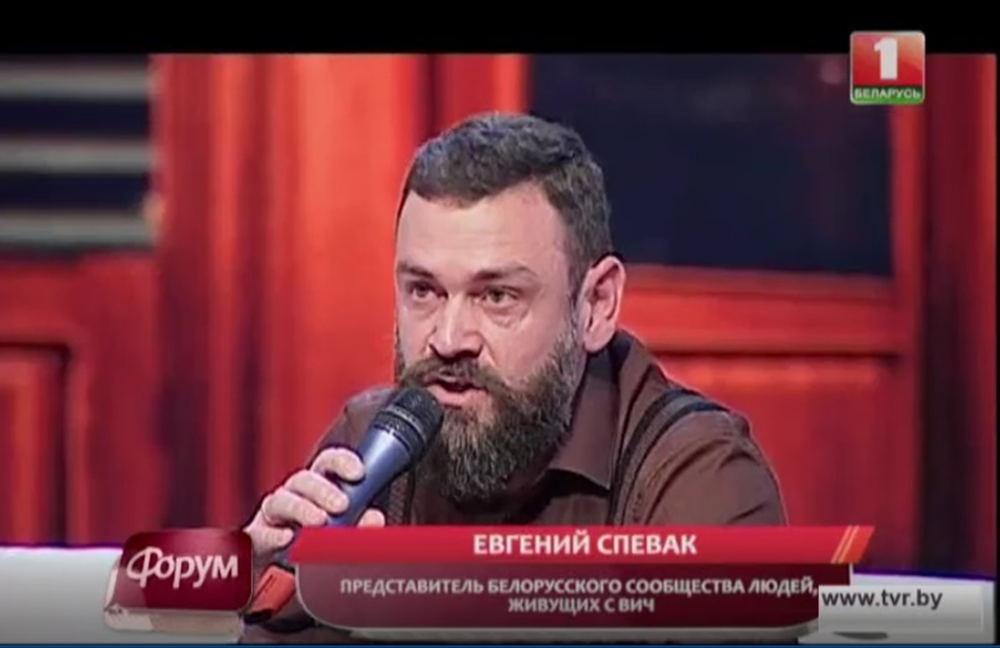 1
БЕЛАРУСЬ
ЕВГЕНИЙ СПЕВАК
Форум
ПРЕДСТАВИТЕЛЬ БЕЛОРУССКОГО СООБЩЕСТВА ЛЮДЕЙ,
ЖИВУЩИХ С ВИЧ
www.tvr.by